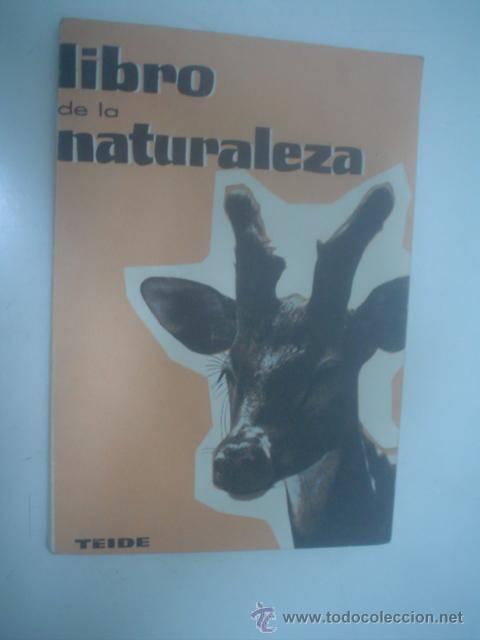 libro
de la
naturaleza
TEIDE
© www.todocoleccion.net